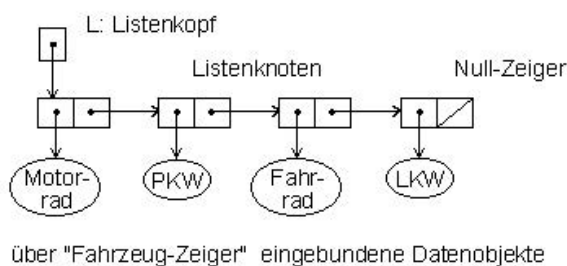 L: Listenkopf
Listenknoten
Null-Zeiger
Motor-
rad
PKW
Fahr-
rad
LKW
über "Fahrzeug-Zeiger" eingebundene Datenobjekte